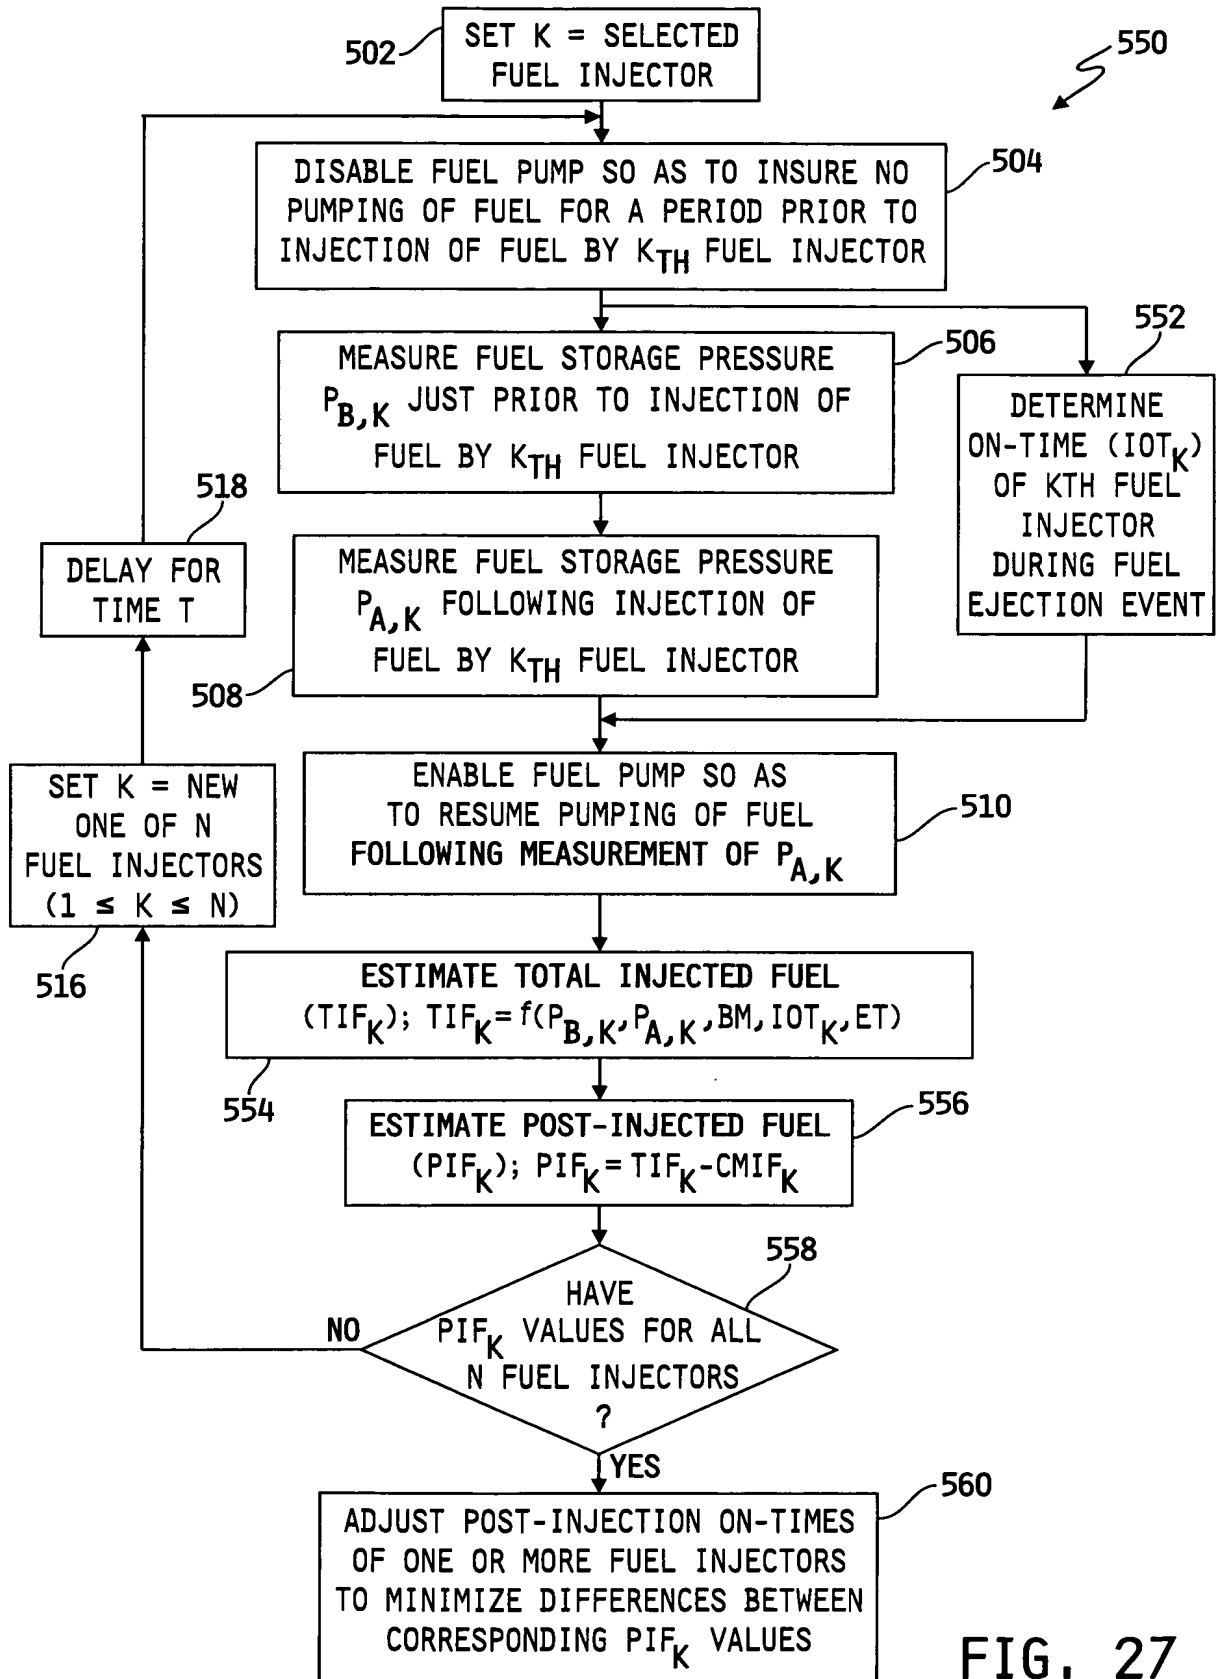 SET K = SELECTED
FUEL INJECTOR
502
550
DISABLE FUEL PUMP SO AS TO INSURE NO
PUMPING OF FUEL FOR A PERIOD PRIOR TO
INJECTION OF FUEL BY KTH FUEL INJECTOR
504
MEASURE FUEL STORAGE PRESSURE
PB,K JUST PRIOR TO INJECTION OF
FUEL BY KTH FUEL INJECTOR
506
552
DETERMINE
ON-TIME (IOTK)
OF KTH FUEL
INJECTOR
DURING FUEL
EJECTION EVENT
518
DELAY FOR
TIME T
MEASURE FUEL STORAGE PRESSURE
PA,K FOLLOWING INJECTION OF
FUEL BY KTH FUEL INJECTOR
508
SET K = NEW
ONE OF N
FUEL INJECTORS
(1 ≤ K ≤ N)
516
ENABLE FUEL PUMP SO AS
TO RESUME PUMPING OF FUEL
FOLLOWING MEASUREMENT OF PA,K
510
ESTIMATE TOTAL INJECTED FUEL
(TIFK); TIFK=f(PB,K,PA,K,BM,IOTK,ET)
554
ESTIMATE POST-INJECTED FUEL
(PIFK); PIFK=TIFK-CMIFK
556
558
HAVE
PIFK VALUES FOR ALL
N FUEL INJECTORS
?
NO
YES
560
ADJUST POST-INJECTION ON-TIMES
OF ONE OR MORE FUEL INJECTORS
TO MINIMIZE DIFFERENCES BETWEEN
CORRESPONDING PIFK VALUES
FIG. 27